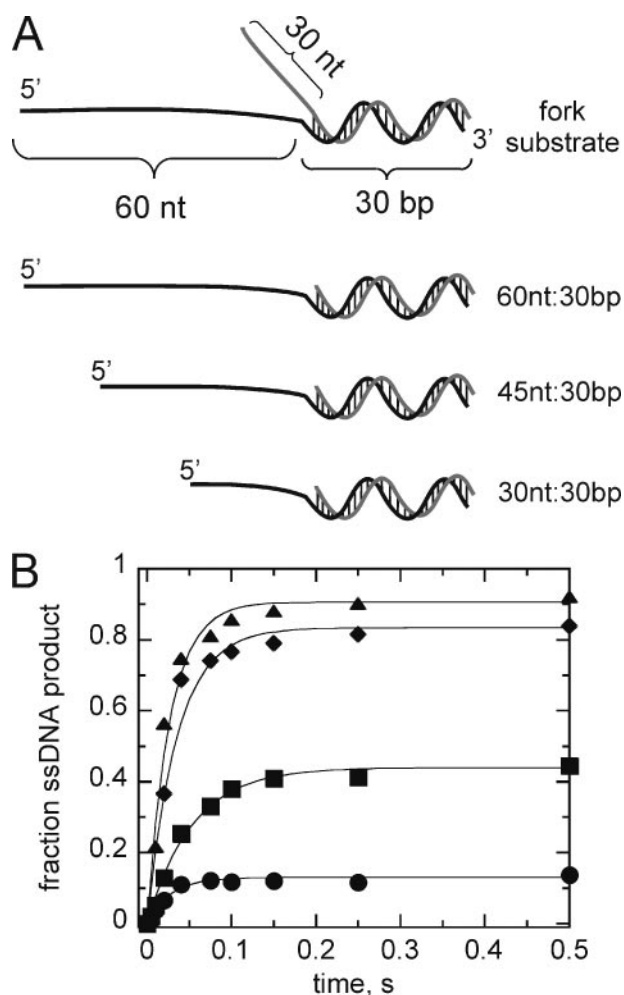 A
30 nt
5'
3'
fork
substrate
60 nt
30 bp
5'
60nt:30bp
5'
45nt:30bp
5'
30nt:30bp
B
1
0.8
0.6
0.4
0.2
0
fraction ssDNA product
0 0.1 0.2 0.3 0.4 0.5
time, s